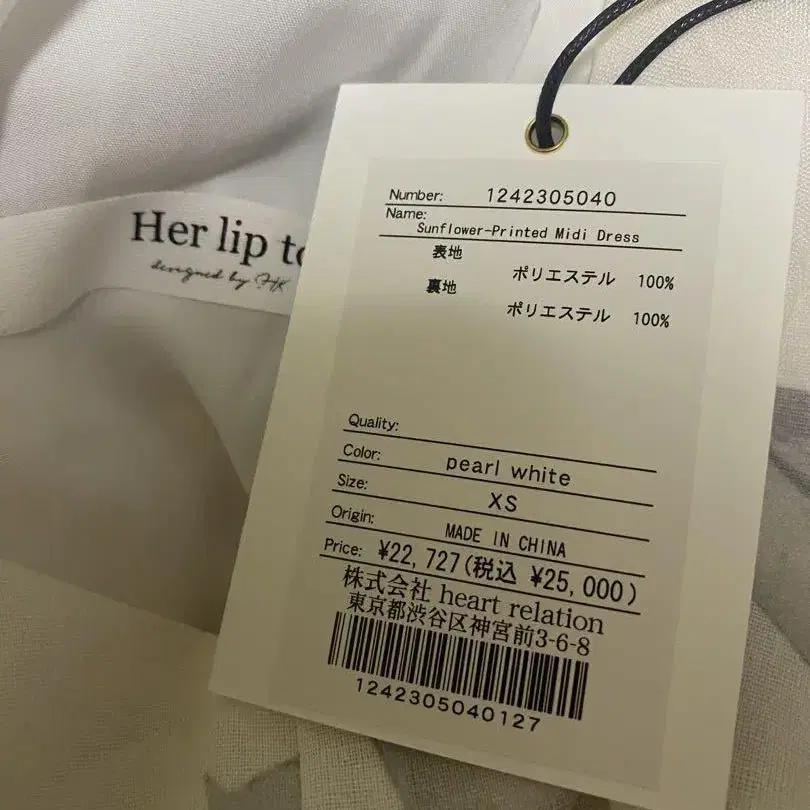 Her lip to
designed by HK
Number: 1242305040
Name:
Sunflower-Printed Midi Dress
表地
ポリエステル 100%
裏地
ポリエステル 100%
Quality:
Color: pearl white
Size: XS
Origin: MADE IN CHINA
Price: ¥22,727(税込 ¥25,000)
株式会社 heart relation
東京都渋谷区神宮前3-6-8
1242305040127